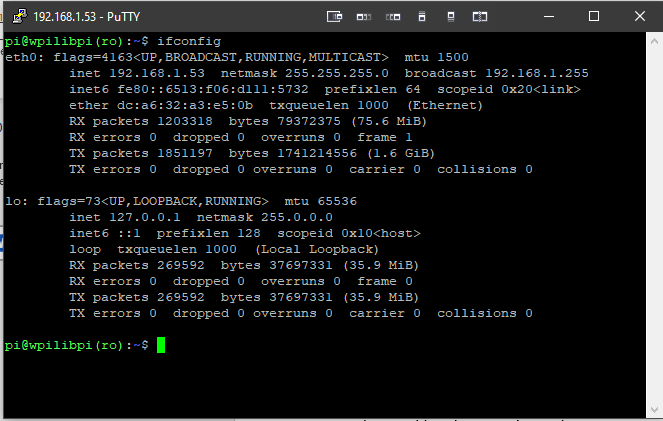 192.168.1.53 - PuTTY
pi@wpilibpi(ro):~$ ifconfig
eth0: flags=4163<UP,BROADCAST,RUNNING,MULTICAST>  mtu 1500
        inet 192.168.1.53  netmask 255.255.255.0  broadcast 192.168.1.255
        inet6 fe80::6513:f06:d111:5732  prefixlen 64  scopeid 0x20<link>
        ether dc:a6:32:a3:e5:0b  txqueuelen 1000  (Ethernet)
        RX packets 1203318  bytes 79372375 (75.6 MiB)
        RX errors 0  dropped 0  overruns 0  frame 1
        TX packets 1851197  bytes 1741214556 (1.6 GiB)
        TX errors 0  dropped 0 overruns 0  carrier 0  collisions 0

lo: flags=73<UP,LOOPBACK,RUNNING>  mtu 65536
        inet 127.0.0.1  netmask 255.0.0.0
        inet6 ::1  prefixlen 128  scopeid 0x10<host>
        loop  txqueuelen 1000  (Local Loopback)
        RX packets 269592  bytes 37697331 (35.9 MiB)
        RX errors 0  dropped 0  overruns 0  frame 0
        TX packets 269592  bytes 37697331 (35.9 MiB)
        TX errors 0  dropped 0 overruns 0  carrier 0  collisions 0

pi@wpilibpi(ro):~$